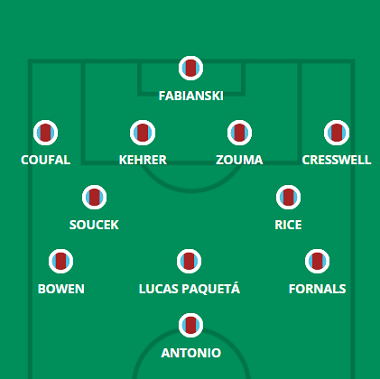 FABIANSKI
COUFAL KEHRER ZOUMA CRESSWELL
SOUCEK RICE
BOWEN LUCAS PAQUETÁ FORNALS
ANTONIO